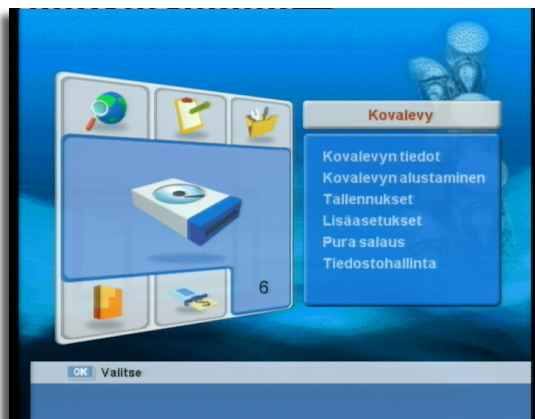 Kovalevy
Kovalevyn tiedot
Kovalevyn alustaminen
Tallennukset
Lisäasetukset
Pura salaus
Tiedostohallinta
6
OK Valitse